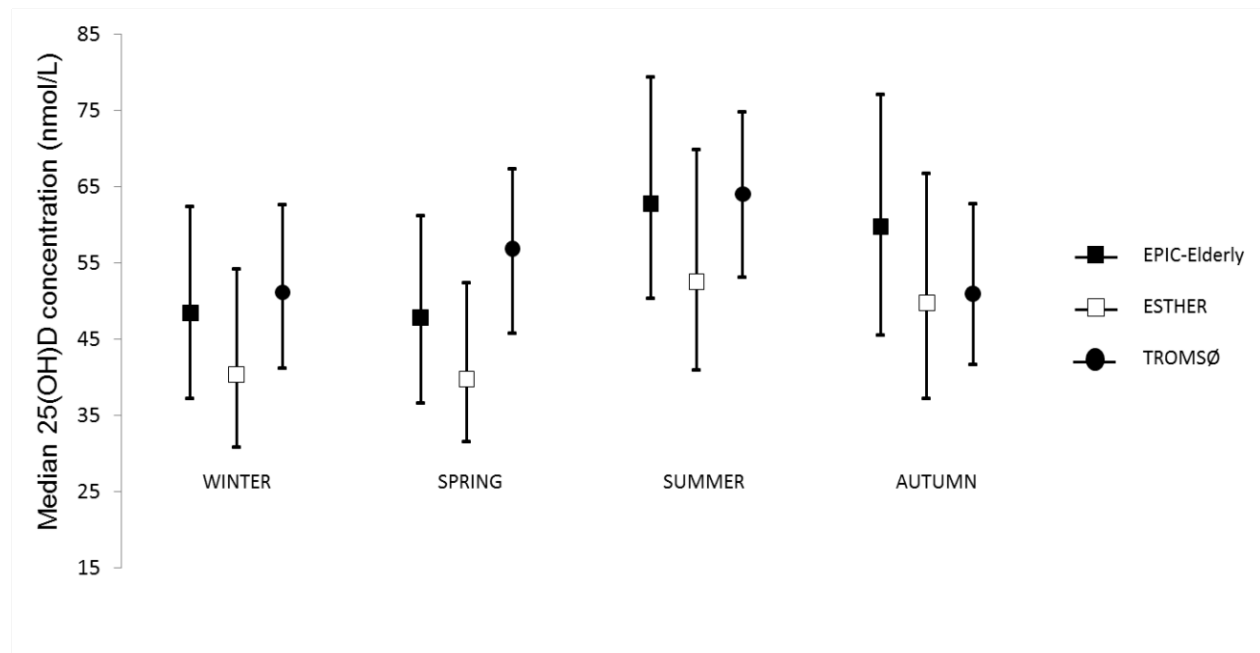 Median 25(OH)D concentration (nmol/L)
85
75
65
55
45
35
25
15
WINTER
SPRING
SUMMER
AUTUMN
EPIC-Elderly
ESTHER
TROMSØ